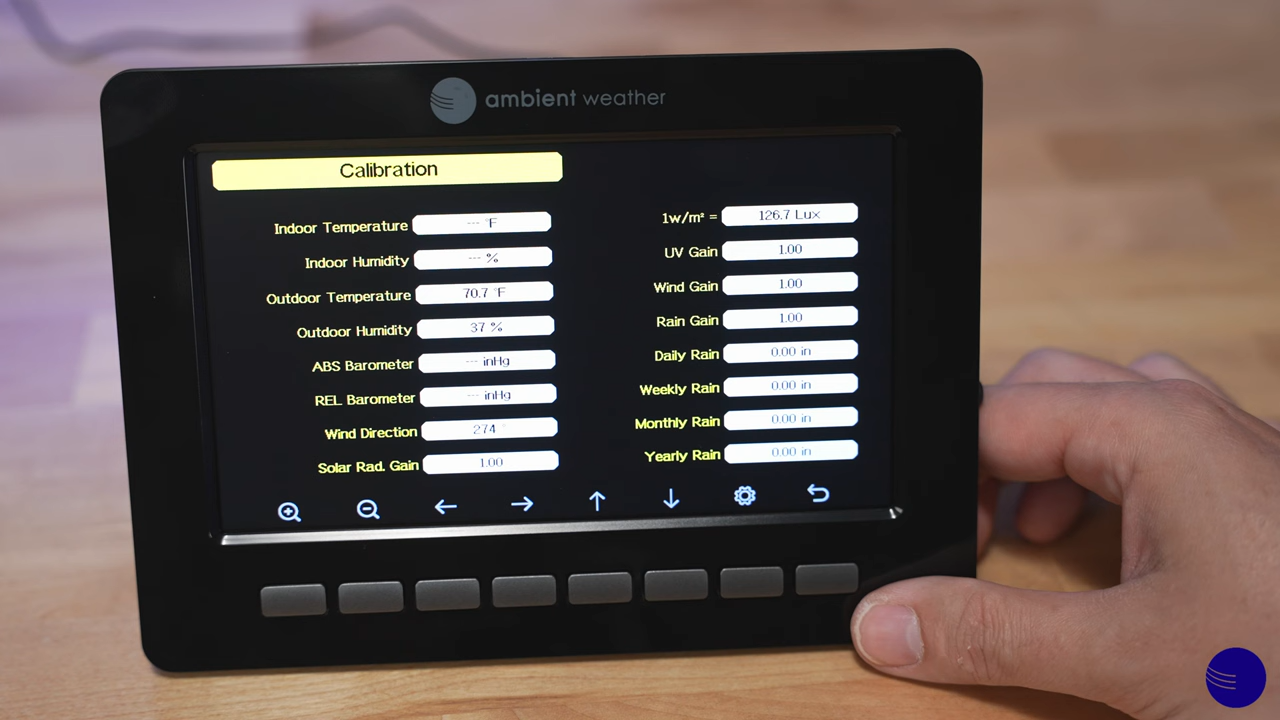 ambient weather
Calibration
Indoor Temperature --- °F
Indoor Humidity --- %
Outdoor Temperature 70.7 °F
Outdoor Humidity 37 %
ABS Barometer --- inHg
REL Barometer --- inHg
Wind Direction 274 °
Solar Rad. Gain 1.00
1w/m² = 126.7 Lux
UV Gain 1.00
Wind Gain 1.00
Rain Gain 1.00
Daily Rain 0.00 in
Weekly Rain 0.00 in
Monthly Rain 0.00 in
Yearly Rain 0.00 in